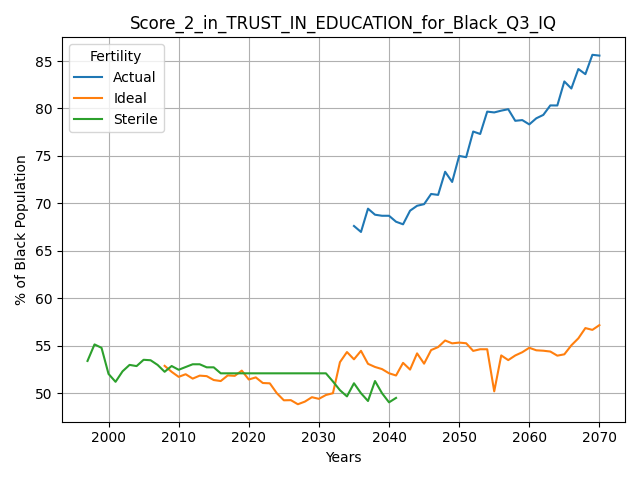 Score_2_in_TRUST_IN_EDUCATION_for_Black_Q3_IQ
Fertility
Actual
Ideal
Sterile
% of Black Population
85
80
75
70
65
60
55
50
2000
2010
2020
2030
2040
2050
2060
2070
Years